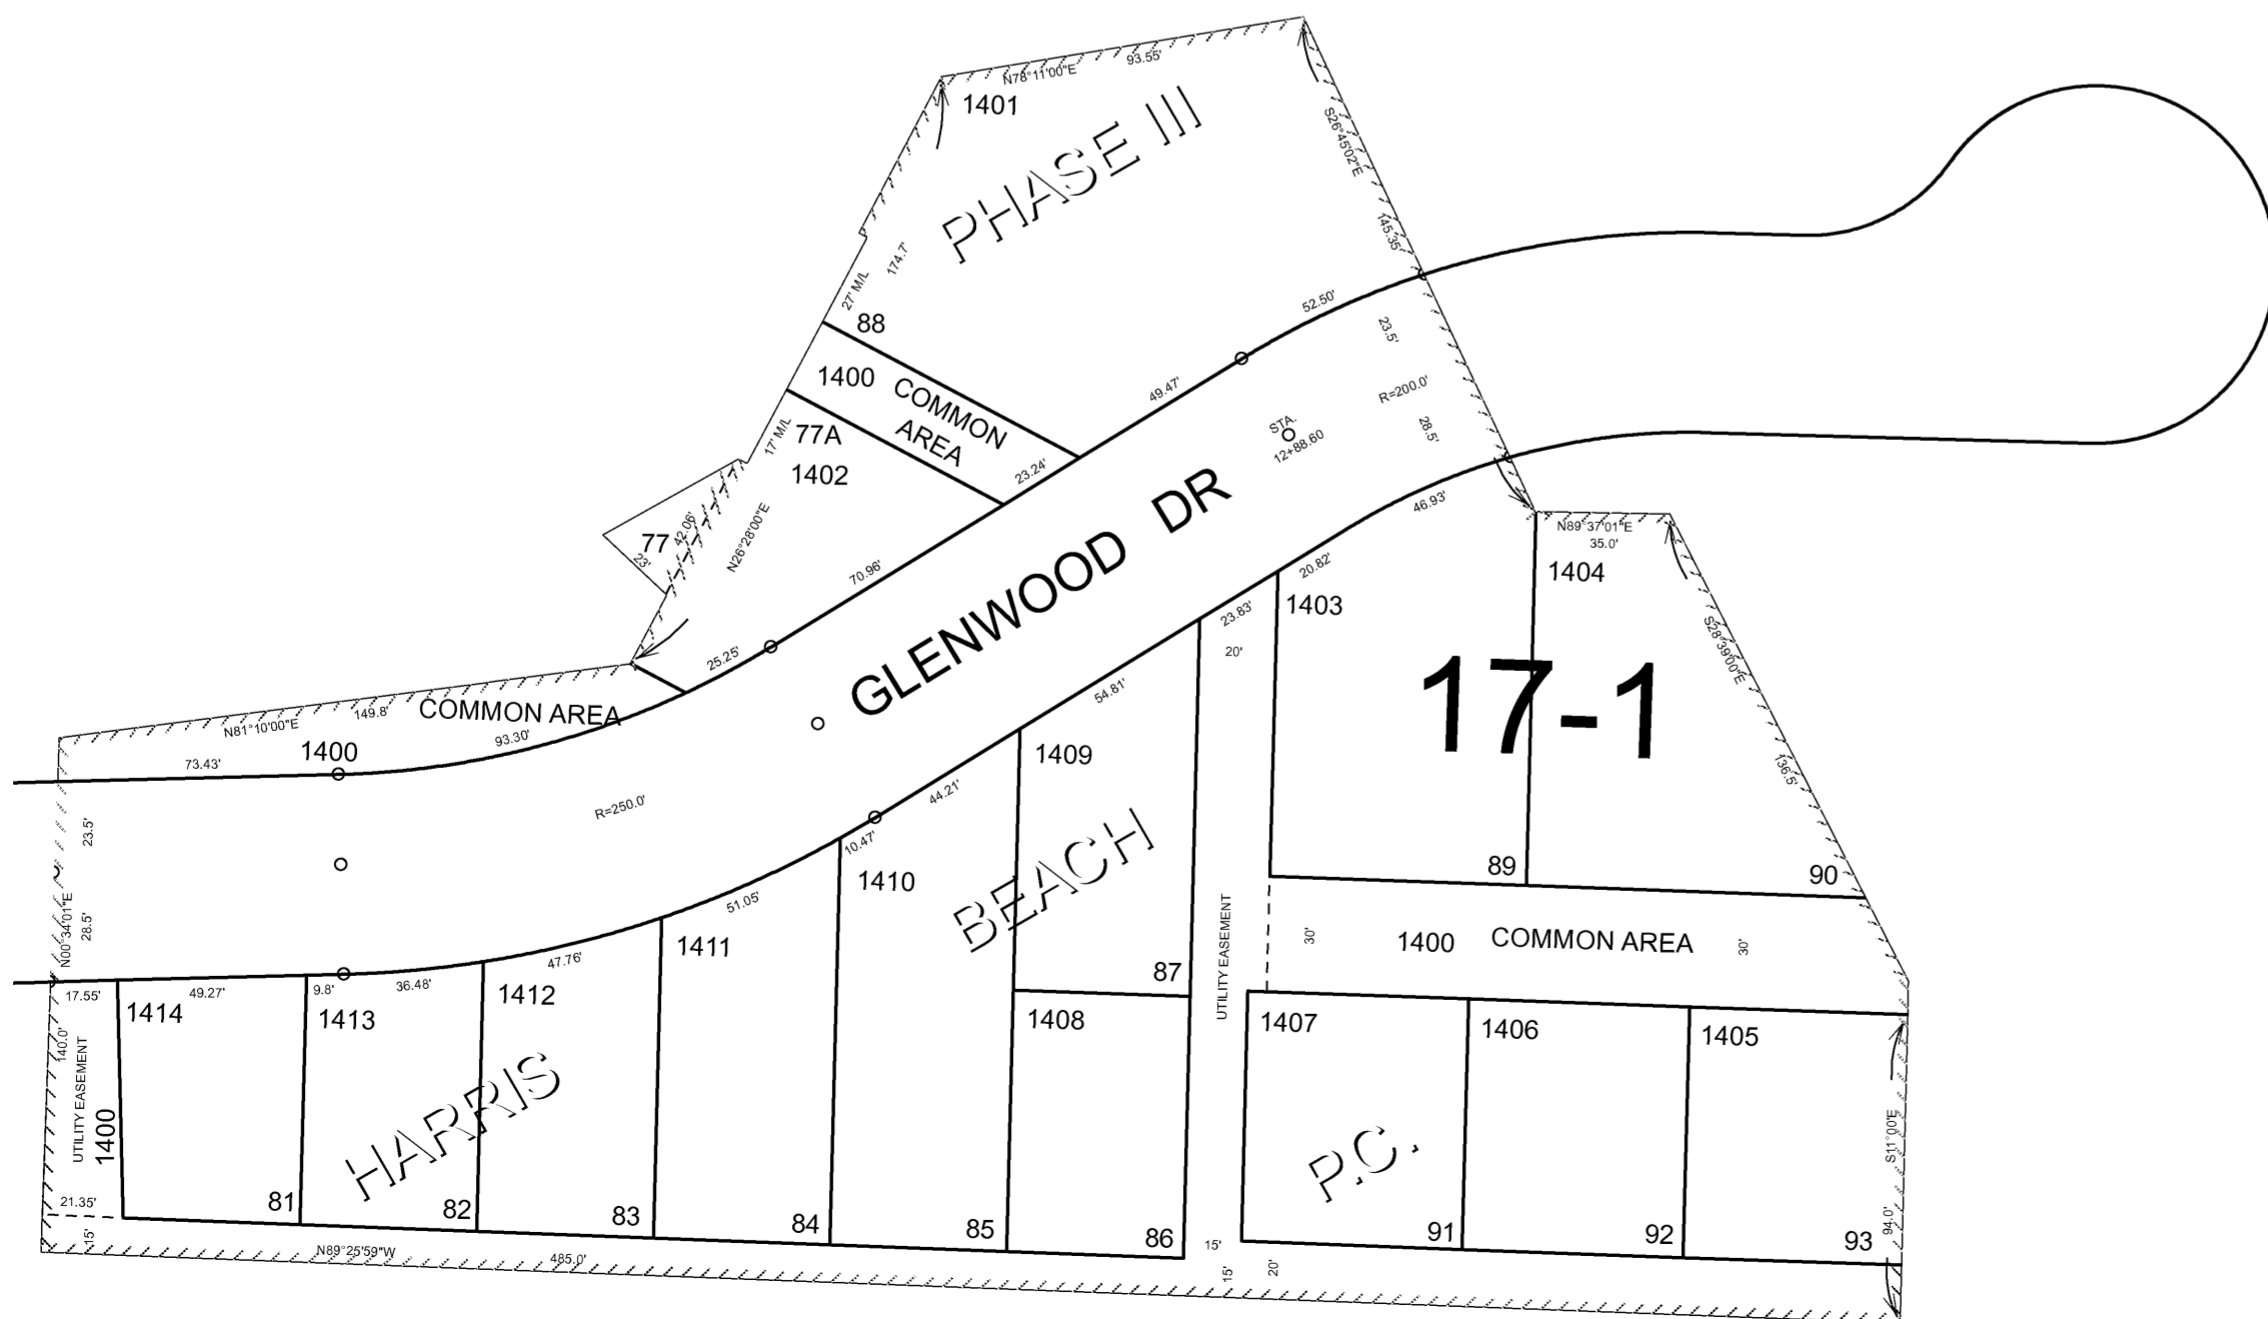 N78°11'00"E
93.55'
1401
PHASE III
S26°45'02"E
145.35'
174.7'
27' M/L
88
1400
COMMON
AREA
52.50'
23.5'
49.47'
R=200.0'
STA.
12+88.60
28.5'
17' M/L
77A
1402
23.24'
46.93'
GLENWOOD DR
77
42.06'
23'
N26°28'00"E
70.96'
N89°37'01"E
35.0'
1404
20.82'
1403
23.83'
20'
25.25'
S28°39'00"E
17-1
54.81'
COMMON AREA
149.8'
N81°10'00"E
1400
93.30'
73.43'
1409
136.5'
R=250.0'
44.21'
23.5'
10.47'
BEACH
89
90
1410
51.05'
N00°34'01"E
28.5'
UTILITY EASEMENT
30'
1400
COMMON AREA
30'
1411
47.76'
87
17.55'
49.27'
9.8'
36.48'
1412
1414
1413
1408
1407
1406
1405
140.0'
UTILITY EASEMENT
1400
HARRIS
P.C.
S11°00"E
21.35'
15'
81
82
83
84
85
86
15'
91
92
93
94.0'
N89°25'59"W
485.0'
15'
20'